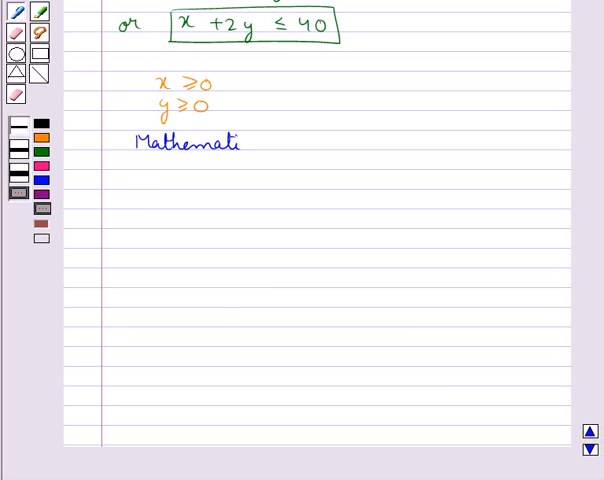 or x + 2y ≤ 40
x ≥ 0
y ≥ 0
Mathemati